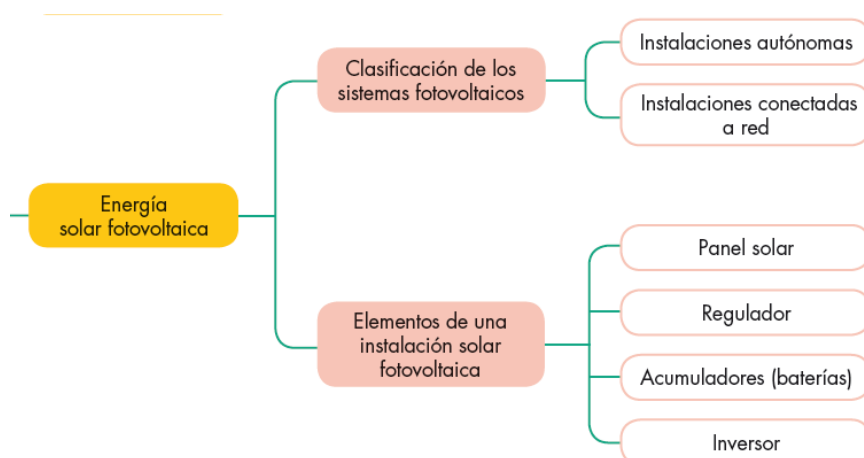 Energía
solar fotovoltaica
Clasificación de los
sistemas fotovoltaicos
Instalaciones autónomas
Instalaciones conectadas
a red
Elementos de una
instalación solar
fotovoltaica
Panel solar
Regulador
Acumuladores (baterías)
Inversor